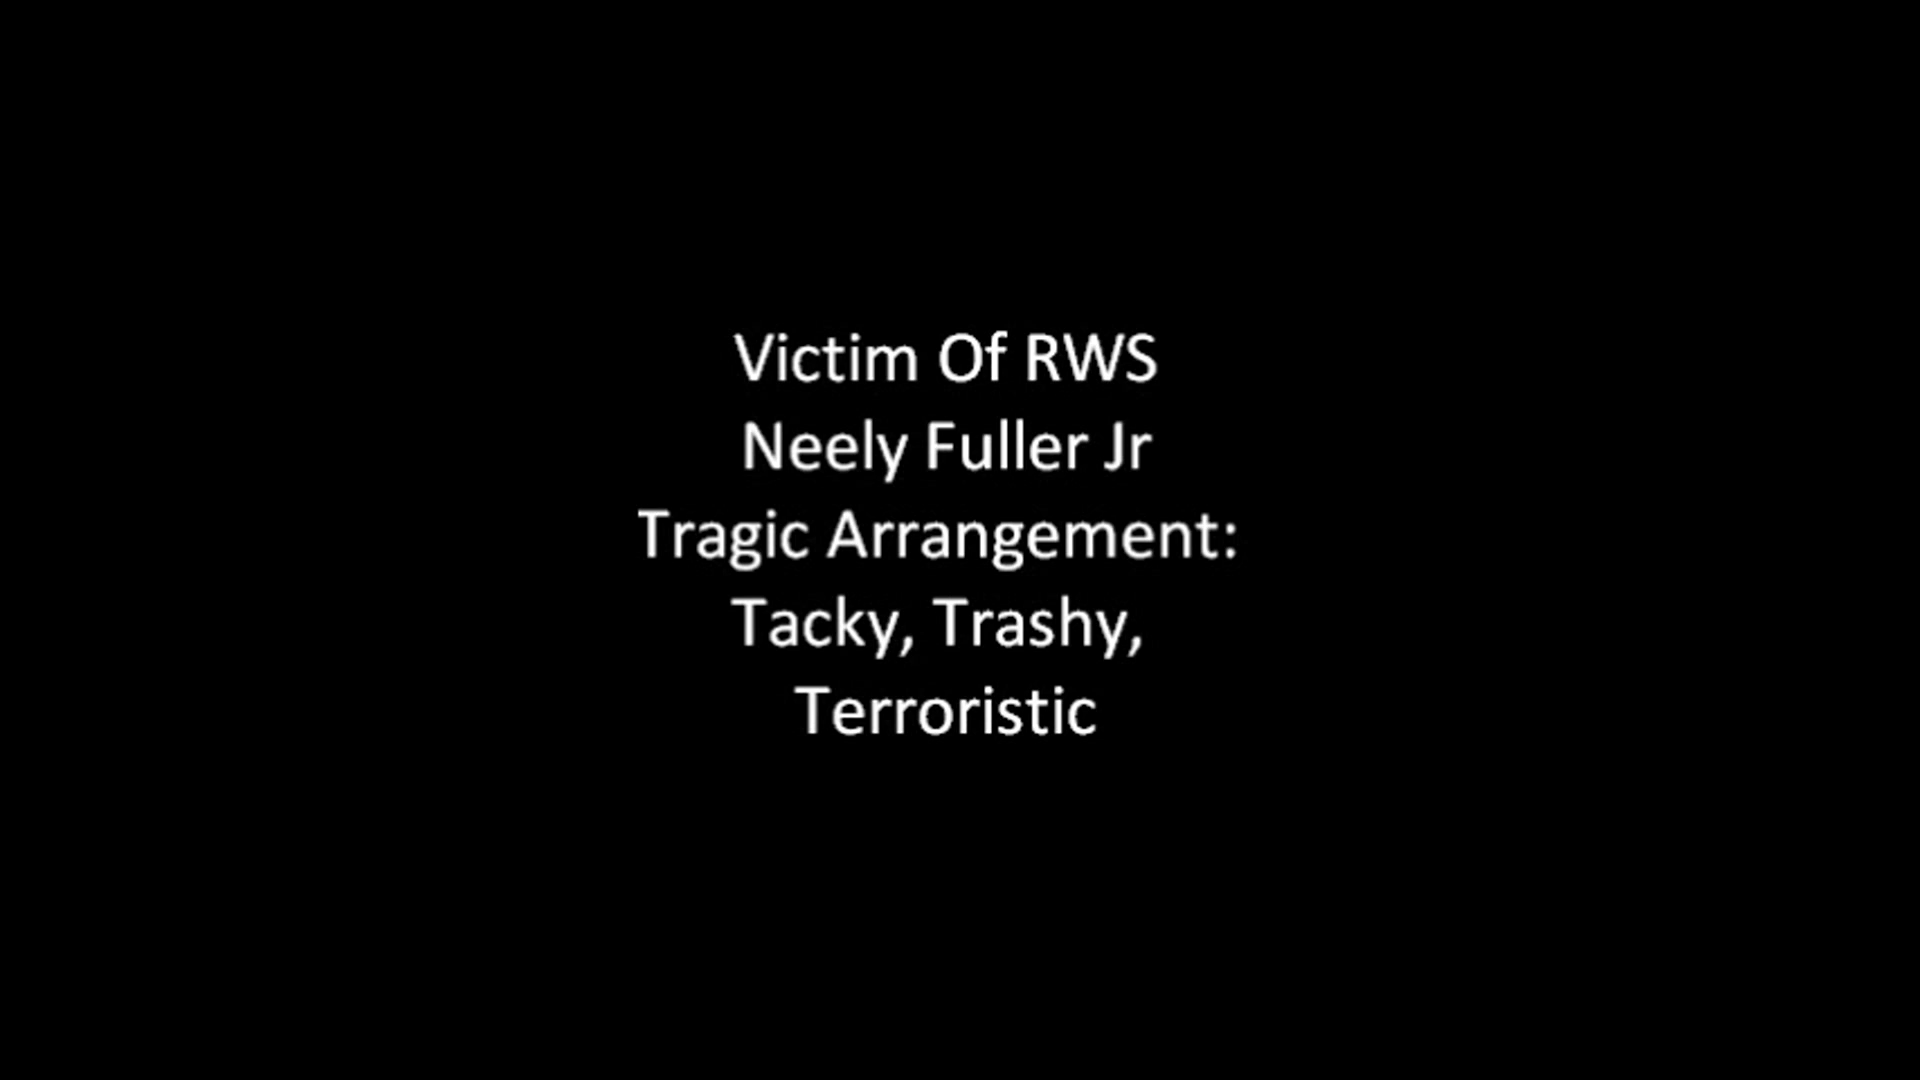 Victim Of RWS
Neely Fuller Jr
Tragic Arrangement:
Tacky, Trashy,
Terroristic